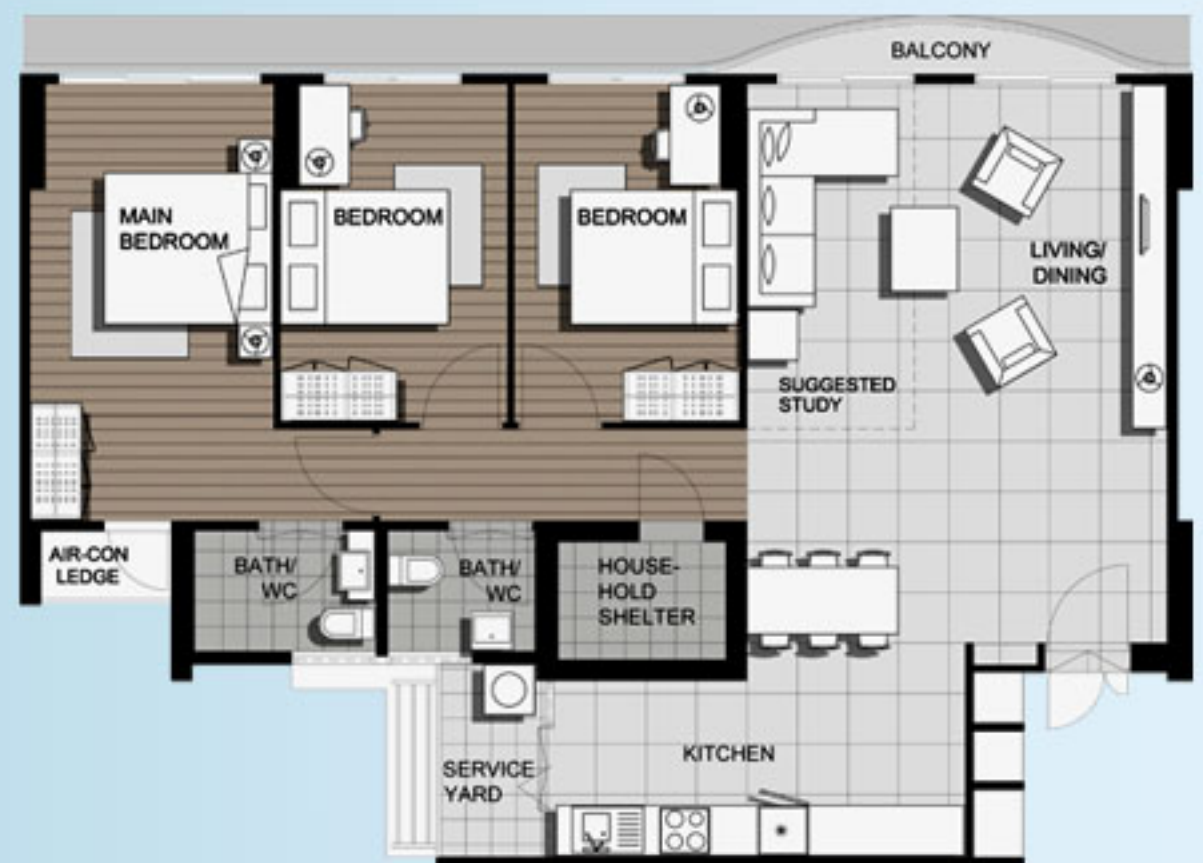 BALCONY
MAIN
BEDROOM
BEDROOM
BEDROOM
LIVING/
DINING
SUGGESTED
STUDY
AIR-CON
LEDGE
BATH/
WC
BATH/
WC
HOUSE-
HOLD
SHELTER
SERVICE
YARD
KITCHEN